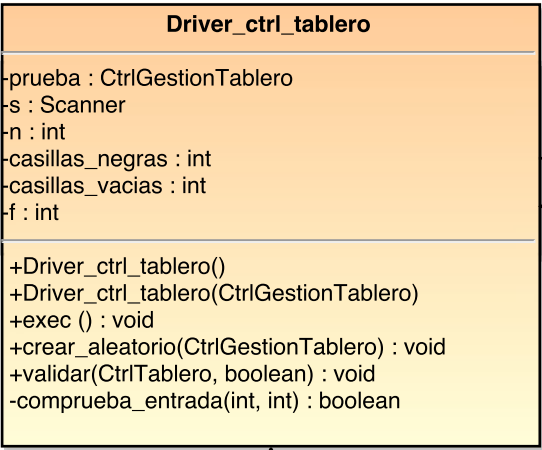 Driver_ctrl_tablero
-prueba : CtrlGestionTablero
-s : Scanner
-n : int
-casillas_negras : int
-casillas_vacias : int
-f : int
+Driver_ctrl_tablero()
+Driver_ctrl_tablero(CtrlGestionTablero)
+exec () : void
+crear_aleatorio(CtrlGestionTablero) : void
+validar(CtrlTablero, boolean) : void
-comprueba_entrada(int, int) : boolean